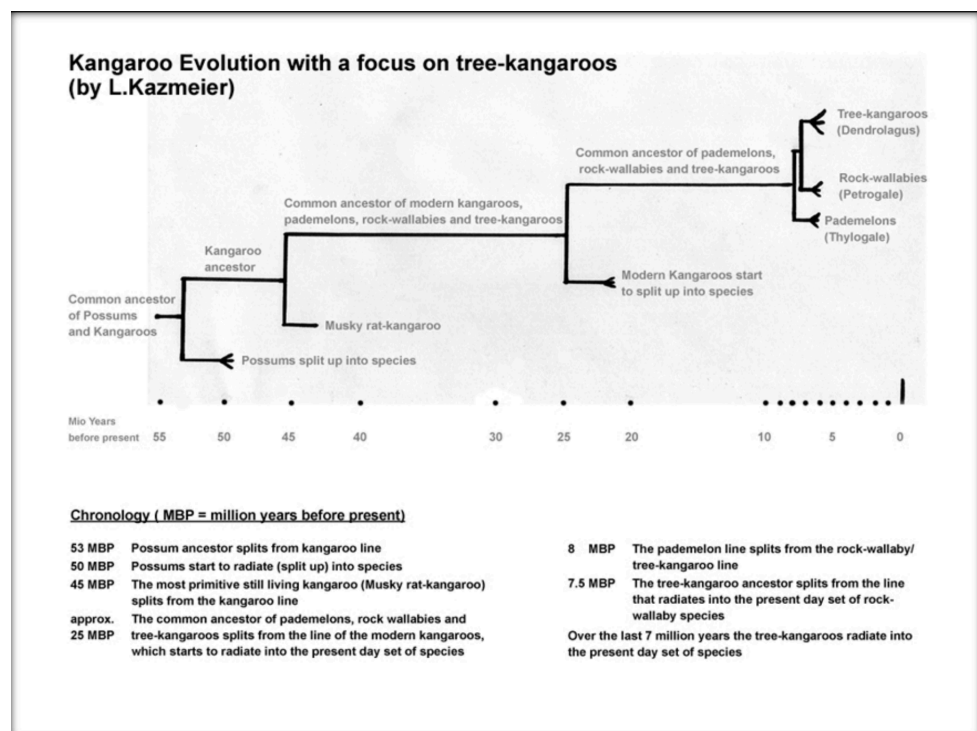 Kangaroo Evolution with a focus on tree-kangaroos
(by L.Kazmeier)
Tree-kangaroos
(Dendrolagus)
Common ancestor of pademelons,
rock-wallabies and tree-kangaroos
Rock-wallabies
(Petrogale)
Common ancestor of modern kangaroos,
pademelons, rock-wallabies and tree-kangaroos
Pademelons
(Thylogale)
Kangaroo
ancestor
Modern Kangaroos start
to split up into species
Common ancestor
of Possums
and Kangaroos
Musky rat-kangaroo
Possums split up into species
Mio Years
before present 55 50 45 40 30 25 20 10 5 0
Chronology ( MBP = million years before present)
53 MBP Possum ancestor splits from kangaroo line
50 MBP Possums start to radiate (split up) into species
45 MBP The most primitive still living kangaroo (Musky rat-kangaroo)
splits from the kangaroo line
approx. The common ancestor of pademelons, rock wallabies and
25 MBP tree-kangaroos splits from the line of the modern kangaroos,
which starts to radiate into the present day set of species
8 MBP The pademelon line splits from the rock-wallaby/
tree-kangaroo line
7.5 MBP The tree-kangaroo ancestor splits from the line
that radiates into the present day set of rock-
wallaby species
Over the last 7 million years the tree-kangaroos radiate into
the present day set of species